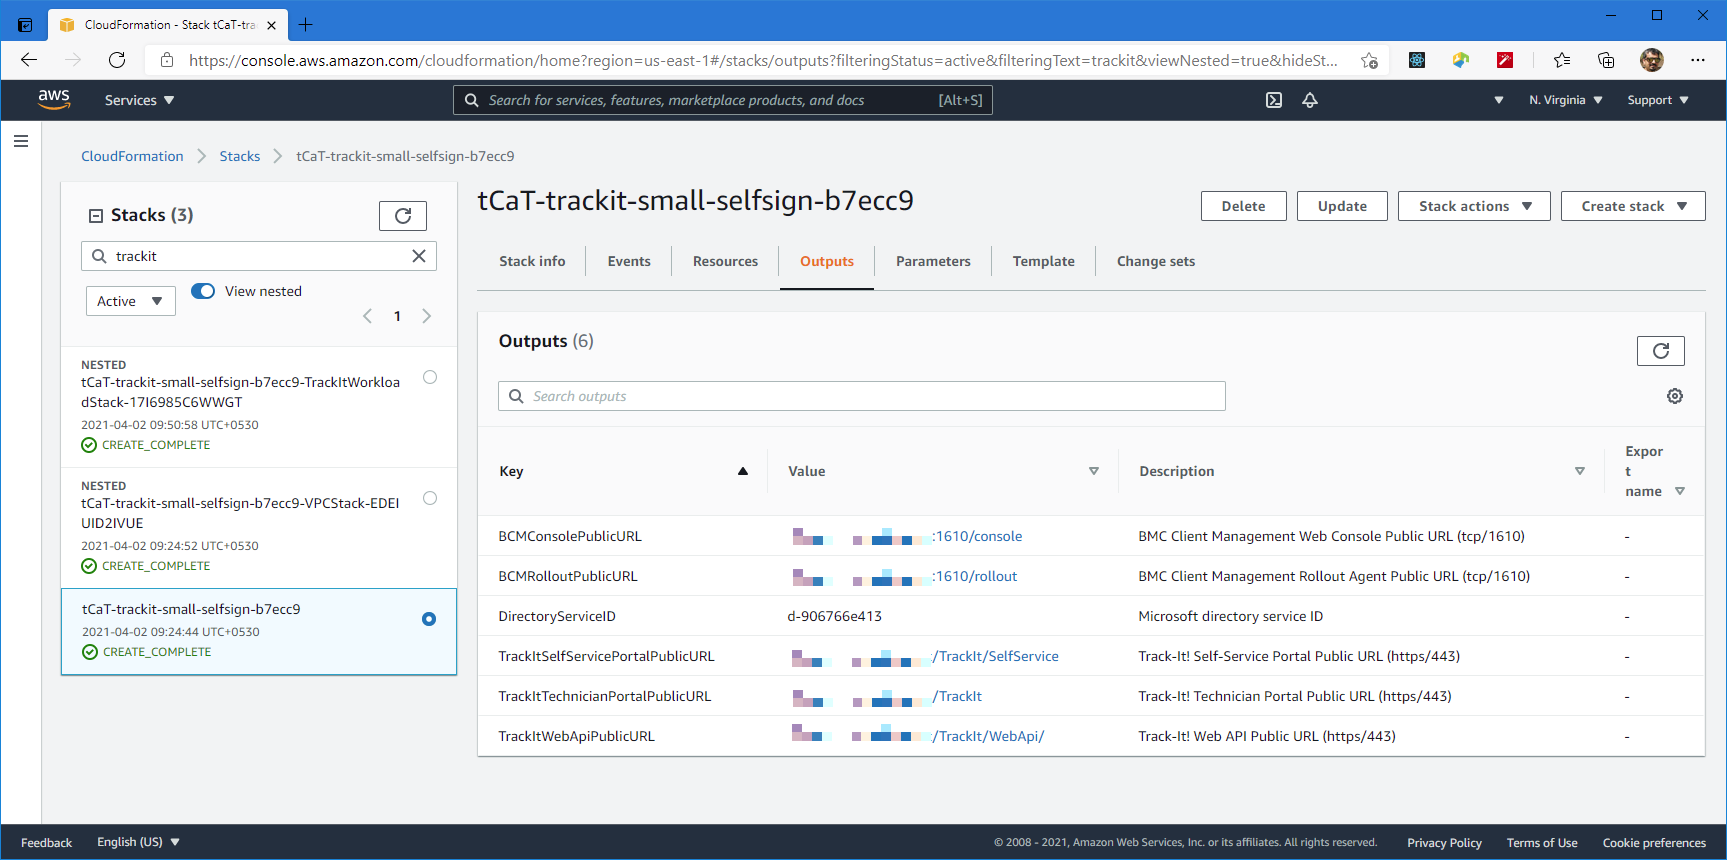 CloudFormation - Stack tCaT-tra
https://console.aws.amazon.com/cloudformation/home?region=us-east-1#/stacks/outputs?filteringStatus=active&filteringText=trackit&viewNested=true&hideSt...
aws
Services
Search for services, features, marketplace products, and docs
[Alt+S]
N. Virginia
Support
CloudFormation
Stacks
tCaT-trackit-small-selfsign-b7ecc9
Stacks (3)
trackit
Active
View nested
1
NESTED
tCaT-trackit-small-selfsign-b7ecc9-TrackItWorkloa
dStack-17I6985C6WWGT
2021-04-02 09:50:58 UTC+0530
CREATE_COMPLETE
NESTED
tCaT-trackit-small-selfsign-b7ecc9-VPCStack-EDEI
UID2IVUE
2021-04-02 09:24:52 UTC+0530
CREATE_COMPLETE
tCaT-trackit-small-selfsign-b7ecc9
2021-04-02 09:24:44 UTC+0530
CREATE_COMPLETE
tCaT-trackit-small-selfsign-b7ecc9
Delete
Update
Stack actions
Create stack
Stack info
Events
Resources
Outputs
Parameters
Template
Change sets
Outputs (6)
Search outputs
Key
Value
Description
Expor
t
name
BCMConsolePublicURL
:1610/console
BMC Client Management Web Console Public URL (tcp/1610)
-
BCMRolloutPublicURL
:1610/rollout
BMC Client Management Rollout Agent Public URL (tcp/1610)
-
DirectoryServiceID
d-906766e413
Microsoft directory service ID
-
TrackItSelfServicePortalPublicURL
/TrackIt/SelfService
Track-It! Self-Service Portal Public URL (https/443)
-
TrackItTechnicianPortalPublicURL
/TrackIt
Track-It! Technician Portal Public URL (https/443)
-
TrackItWebApiPublicURL
/TrackIt/WebApi/
Track-It! Web API Public URL (https/443)
-
Feedback
English (US)
© 2008 - 2021, Amazon Web Services, Inc. or its affiliates. All rights reserved.
Privacy Policy
Terms of Use
Cookie preferences